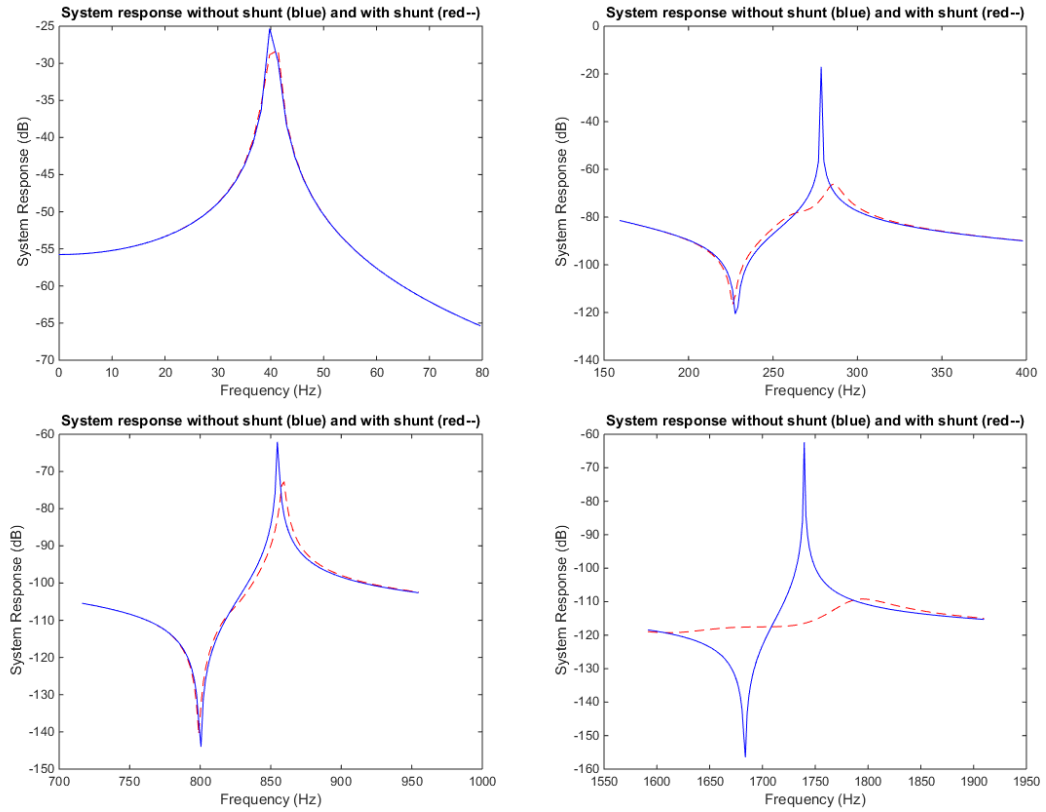 System response without shunt (blue) and with shunt (red--)
System Response (dB)
-25
-30
-35
-40
-45
-50
-55
-60
-65
-70
0 10 20 30 40 50 60 70 80
Frequency (Hz)
System response without shunt (blue) and with shunt (red--)
System Response (dB)
0
-20
-40
-60
-80
-100
-120
-140
150 200 250 300 350 400
Frequency (Hz)
System response without shunt (blue) and with shunt (red--)
System Response (dB)
-60
-70
-80
-90
-100
-110
-120
-130
-140
-150
700 750 800 850 900 950 1000
Frequency (Hz)
System response without shunt (blue) and with shunt (red--)
System Response (dB)
-60
-70
-80
-90
-100
-110
-120
-130
-140
-150
-160
1550 1600 1650 1700 1750 1800 1850 1900 1950
Frequency (Hz)